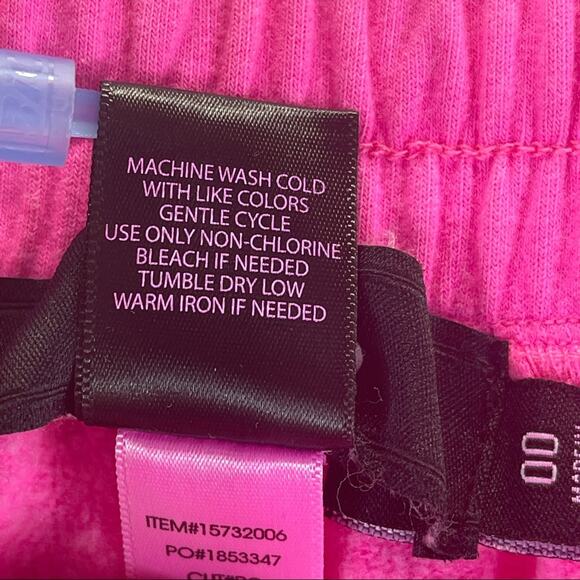 MACHINE WASH COLD
WITH LIKE COLORS
GENTLE CYCLE
USE ONLY NON-CHLORINE
BLEACH IF NEEDED
TUMBLE DRY LOW
WARM IRON IF NEEDED
ITEM#15732006
PO#1853347
00